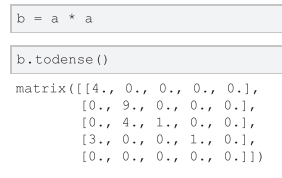 b = a * a
b.todense()
matrix([[4., 0., 0., 0., 0.],
        [0., 9., 0., 0., 0.],
        [0., 4., 1., 0., 0.],
        [3., 0., 0., 1., 0.],
        [0., 0., 0., 0., 0.]])